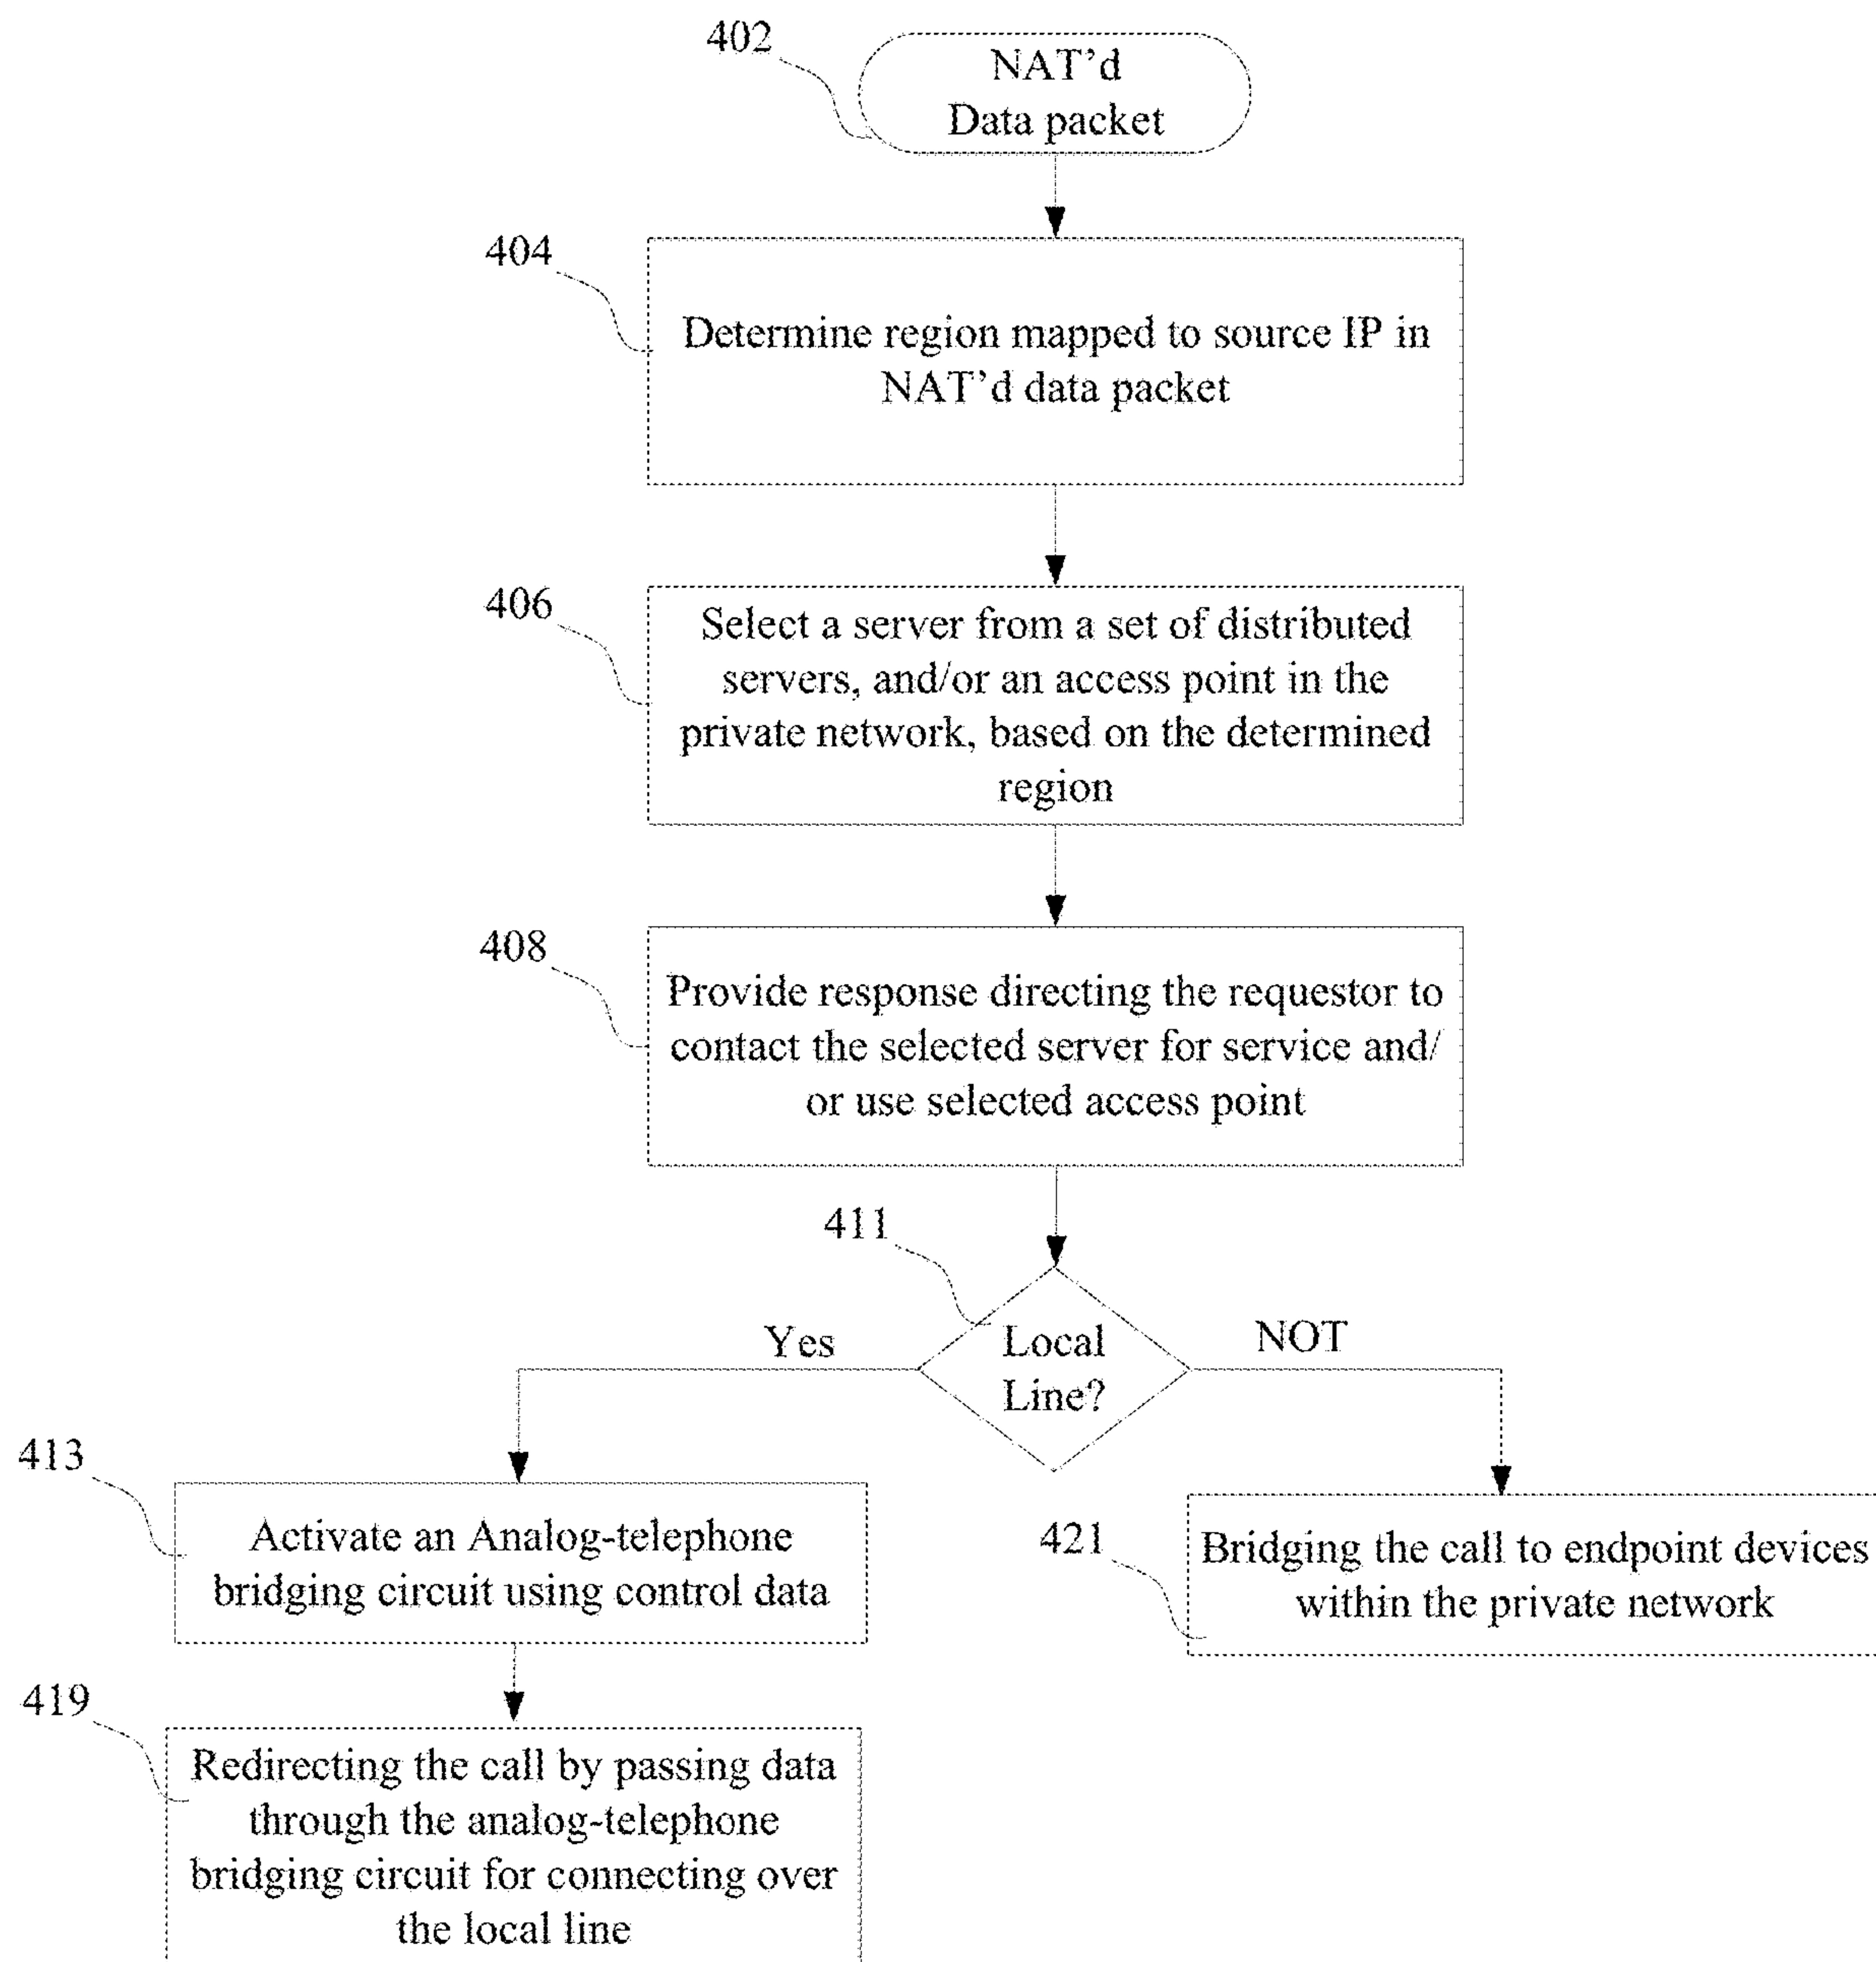 402
NAT'd
Data packet
404
Determine region mapped to source IP in
NAT'd data packet
406
Select a server from a set of distributed
servers, and/or an access point in the
private network, based on the determined
region
408
Provide response directing the requestor to
contact the selected server for service and/
or use selected access point
411
Local
Line?
Yes
NOT
413
Activate an Analog-telephone
bridging circuit using control data
421
Bridging the call to endpoint devices
within the private network
419
Redirecting the call by passing data
through the analog-telephone
bridging circuit for connecting over
the local line